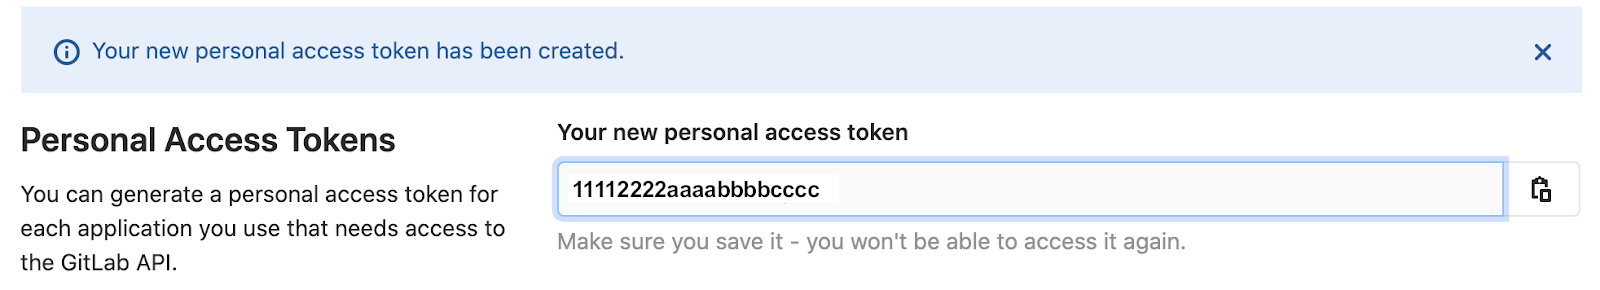 Your new personal access token has been created.
Personal Access Tokens
You can generate a personal access token for
each application you use that needs access to
the GitLab API.
Your new personal access token
11112222aaaabbbbcccc
Make sure you save it - you won't be able to access it again.